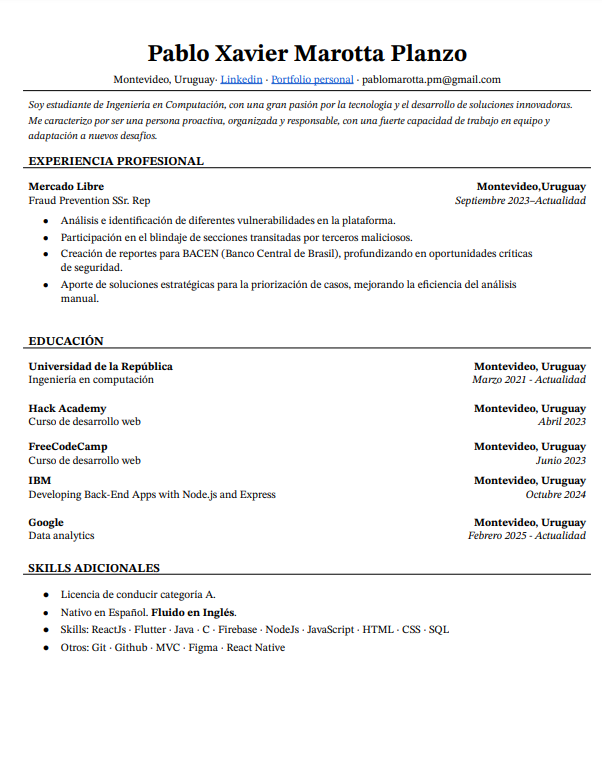 Pablo Xavier Marotta Planzo
Montevideo, Uruguay· Linkedin · Portfolio personal · pablomarotta.pm@gmail.com
Soy estudiante de Ingenieria en Computación, con una gran pasión por la tecnología y el desarrollo de soluciones innovadoras.
Me caracterizo por ser una persona proactiva, organizada y responsable, con una fuerte capacidad de trabajo en equipo y
adaptación a nuevos desafíos.
EXPERIENCIA PROFESIONAL
Mercado Libre Montevideo,Uruguay
Fraud Prevention SSr. Rep Septiembre 2023–Actualidad
● Análisis e identificación de diferentes vulnerabilidades en la plataforma.
● Participación en el blindaje de secciones transitadas por terceros maliciosos.
● Creación de reportes para BACEN (Banco Central de Brasil), profundizando en oportunidades críticas
de seguridad.
● Aporte de soluciones estratégicas para la priorización de casos, mejorando la eficiencia del análisis
manual.
EDUCACIÓN
Universidad de la República Montevideo, Uruguay
Ingeniería en computación Marzo 2021 - Actualidad
Hack Academy Montevideo, Uruguay
Curso de desarrollo web Abril 2023
FreeCodeCamp Montevideo, Uruguay
Curso de desarrollo web Junio 2023
IBM Montevideo, Uruguay
Developing Back-End Apps with Node.js and Express Octubre 2024
Google Montevideo, Uruguay
Data analytics Febrero 2025 - Actualidad
SKILLS ADICIONALES
● Licencia de conducir categoria A.
● Nativo en Español. Fluido en Inglés.
● Skills: ReactJs · Flutter · Java · C · Firebase · NodeJs · JavaScript · HTML · CSS · SQL
● Otros: Git · Github · MVC · Figma · React Native